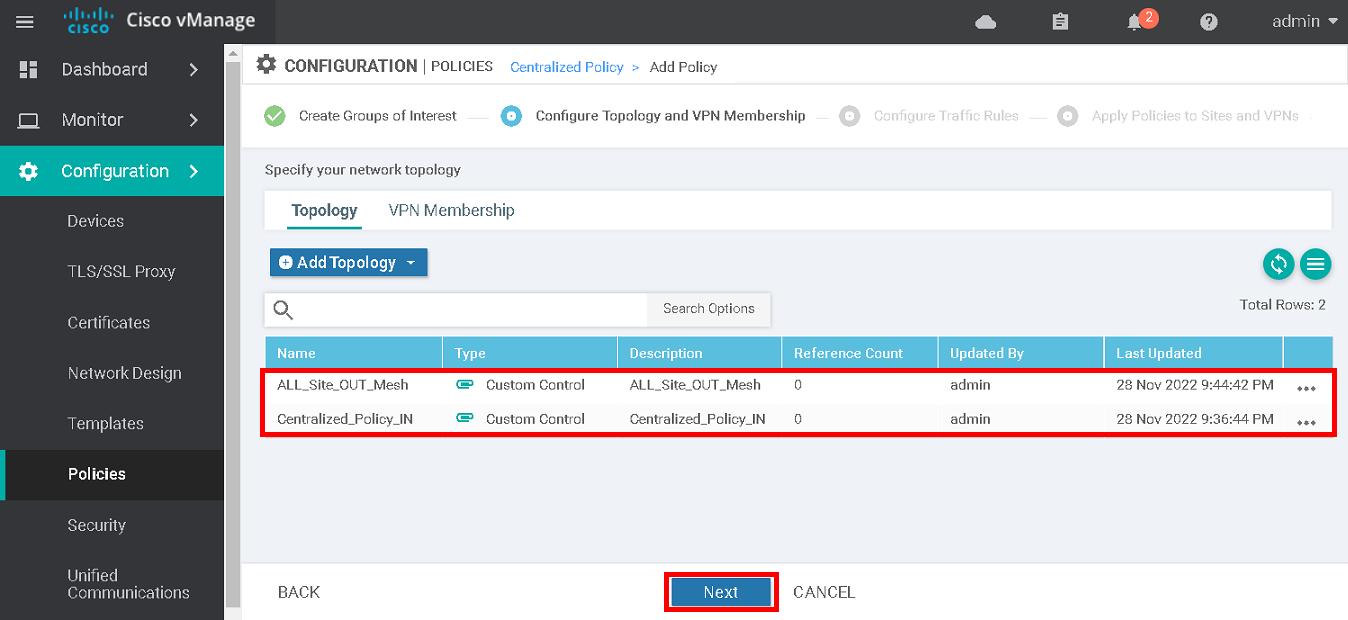 CISCO Cisco vManage 2 admin
Dashboard
Monitor
Configuration
Devices
TLS/SSL Proxy
Certificates
Network Design
Templates
Policies
Security
Unified
Communications
CONFIGURATION | POLICIES Centralized Policy > Add Policy
Create Groups of Interest Configure Topology and VPN Membership Configure Traffic Rules Apply Policies to Sites and VPNs
Specify your network topology
Topology VPN Membership
Add Topology
Search Options
Total Rows: 2
Name Type Description Reference Count Updated By Last Updated
ALL_Site_OUT_Mesh Custom Control ALL_Site_OUT_Mesh 0 admin 28 Nov 2022 9:44:42 PM
Centralized_Policy_IN Custom Control Centralized_Policy_IN 0 admin 28 Nov 2022 9:36:44 PM
BACK Next CANCEL